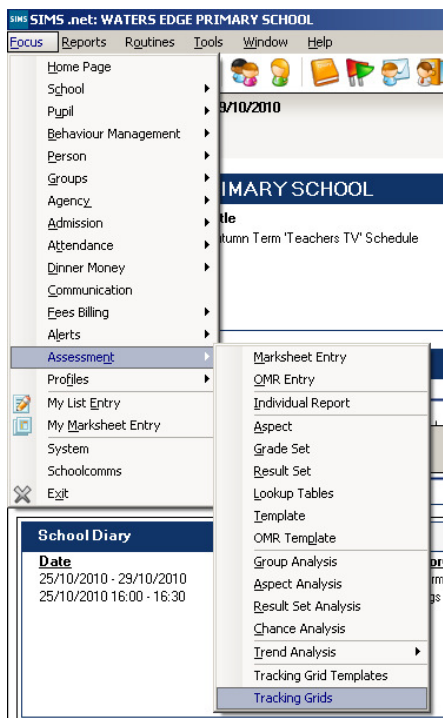 SIMS SIMS .net: WATERS EDGE PRIMARY SCHOOL
Focus Reports Routines Tools Window Help
Home Page
School
9/10/2010
Pupil
Behaviour Management
Person
Groups
IMARY SCHOOL
Agency
tle
Admission
utumn Term 'Teachers TV' Schedule
Attendance
Dinner Money
Communication
Fees Billing
Alerts
Assessment
Marksheet Entry
Profiles
OMR Entry
My List Entry
Individual Report
My Marksheet Entry
Aspect
System
Grade Set
Schoolcomms
Result Set
Exit
Lookup Tables
Template
School Diary
OMR Template
Date
Group Analysis
25/10/2010 - 29/10/2010
Aspect Analysis
25/10/2010 16:00 - 16:30
Result Set Analysis
Chance Analysis
Trend Analysis
Tracking Grid Templates
Tracking Grids